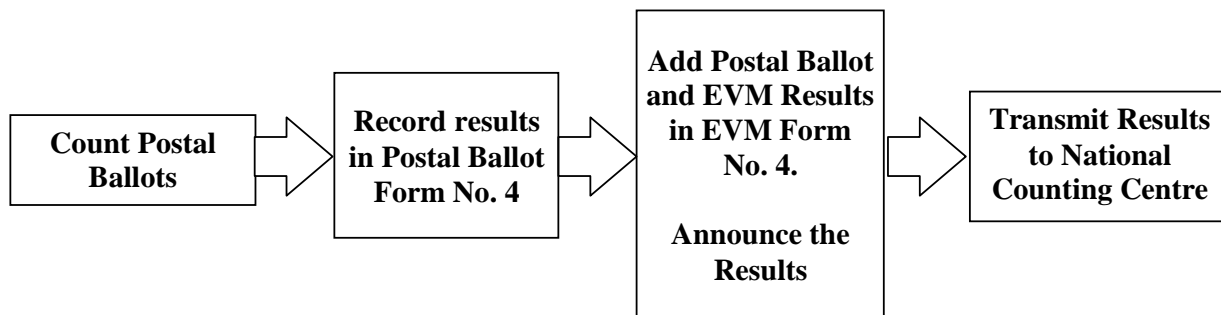 Count Postal
Ballots
Record results
in Postal Ballot
Form No. 4
Add Postal Ballot
and EVM Results
in EVM Form
No. 4.
Announce the
Results
Transmit Results
to National
Counting Centre